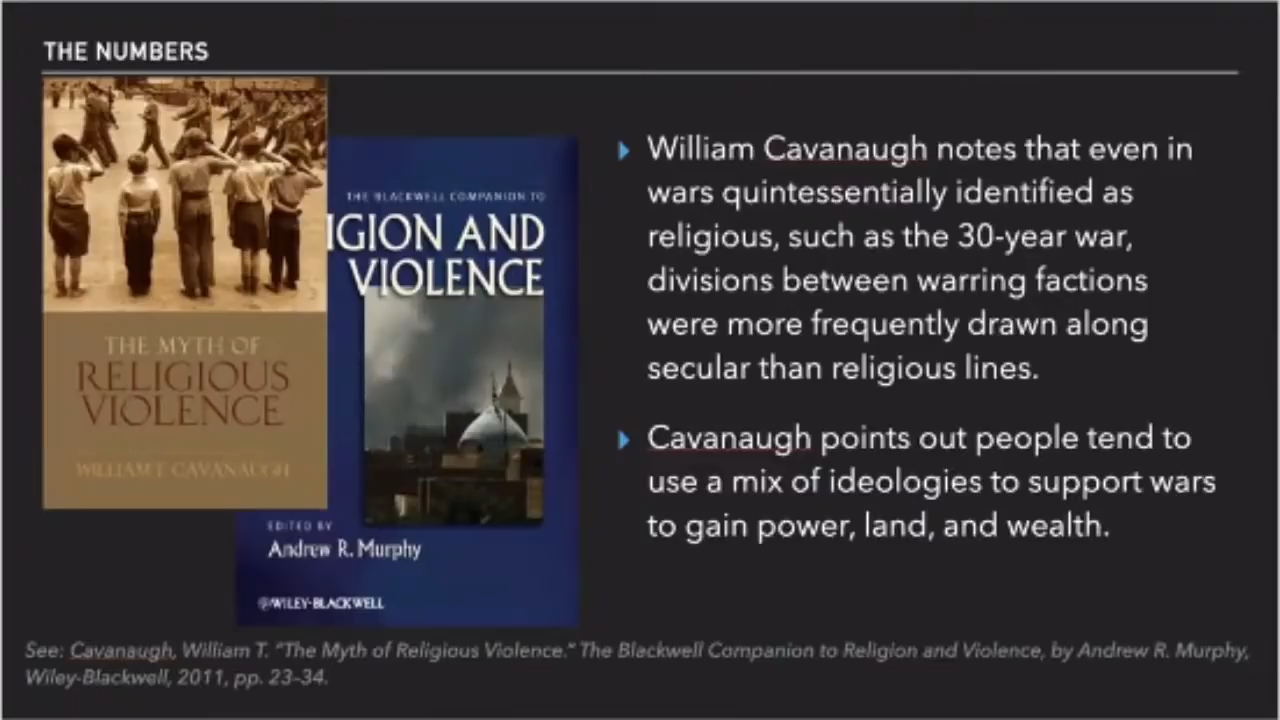 THE NUMBERS
THE MYTH OF
RELIGIOUS
VIOLENCE
WILLIAM T. CAVANAUGH
THE BLACKWELL COMPANION TO
IGION AND
VIOLENCE
EDITED BY
Andrew R. Murphy
WILEY-BLACKWELL
William Cavanaugh notes that even in
wars quintessentially identified as
religious, such as the 30-year war,
divisions between warring factions
were more frequently drawn along
secular than religious lines.
Cavanaugh points out people tend to
use a mix of ideologies to support wars
to gain power, land, and wealth.
See: Cavanaugh, William T. "The Myth of Religious Violence." The Blackwell Companion to Religion and Violence, by Andrew R. Murphy,
Wiley-Blackwell, 2011, pp. 23–34.